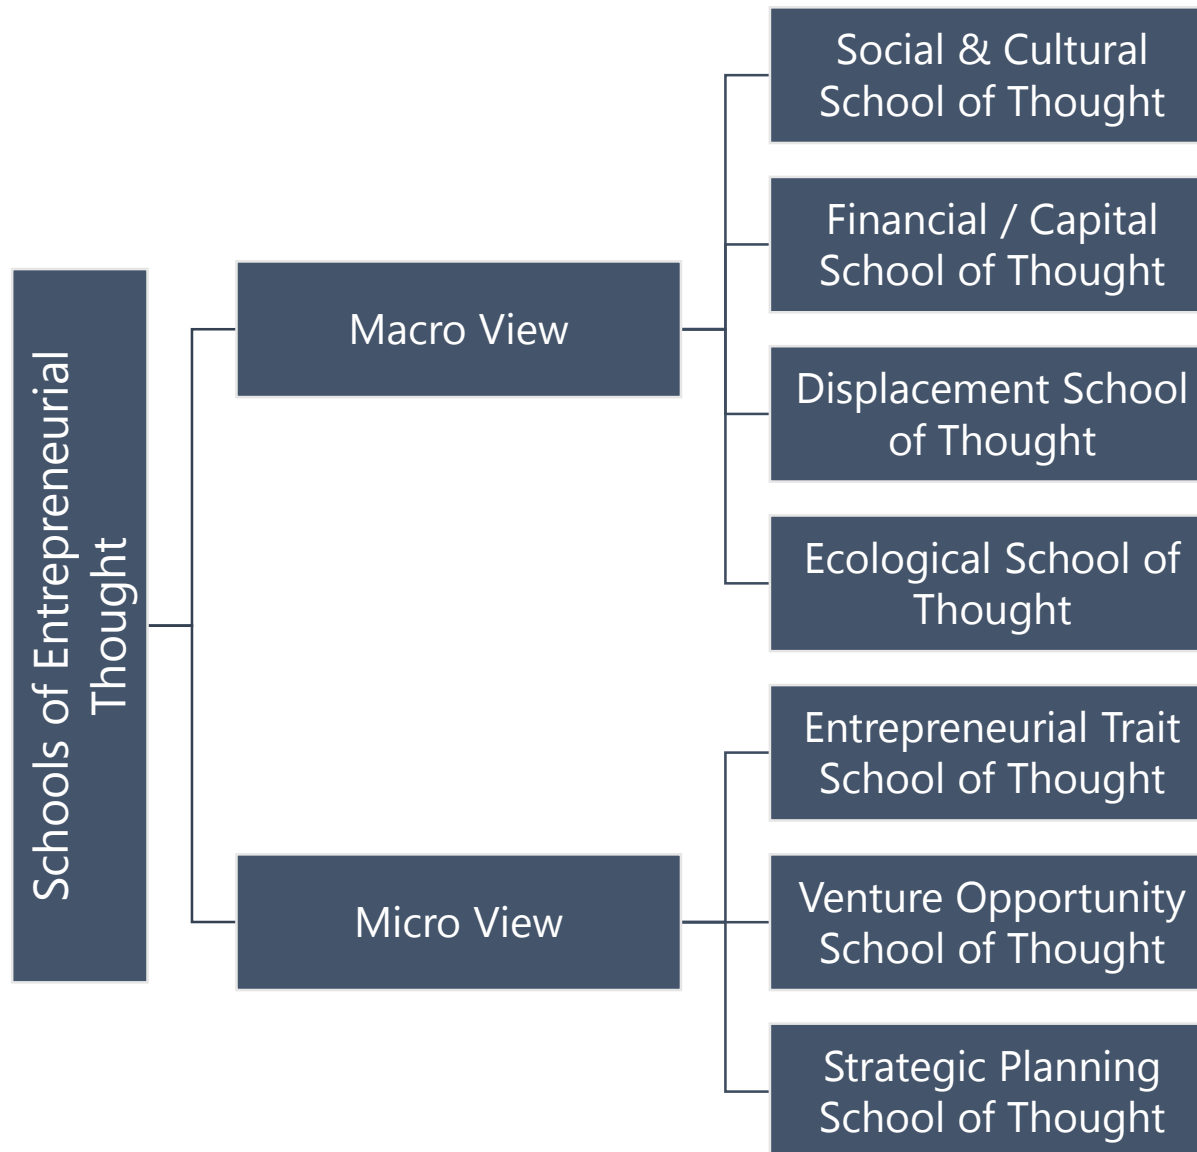 Schools of Entrepreneurial
Thought
Macro View
Social & Cultural
School of Thought
Financial / Capital
School of Thought
Displacement School
of Thought
Ecological School of
Thought
Micro View
Entrepreneurial Trait
School of Thought
Venture Opportunity
School of Thought
Strategic Planning
School of Thought